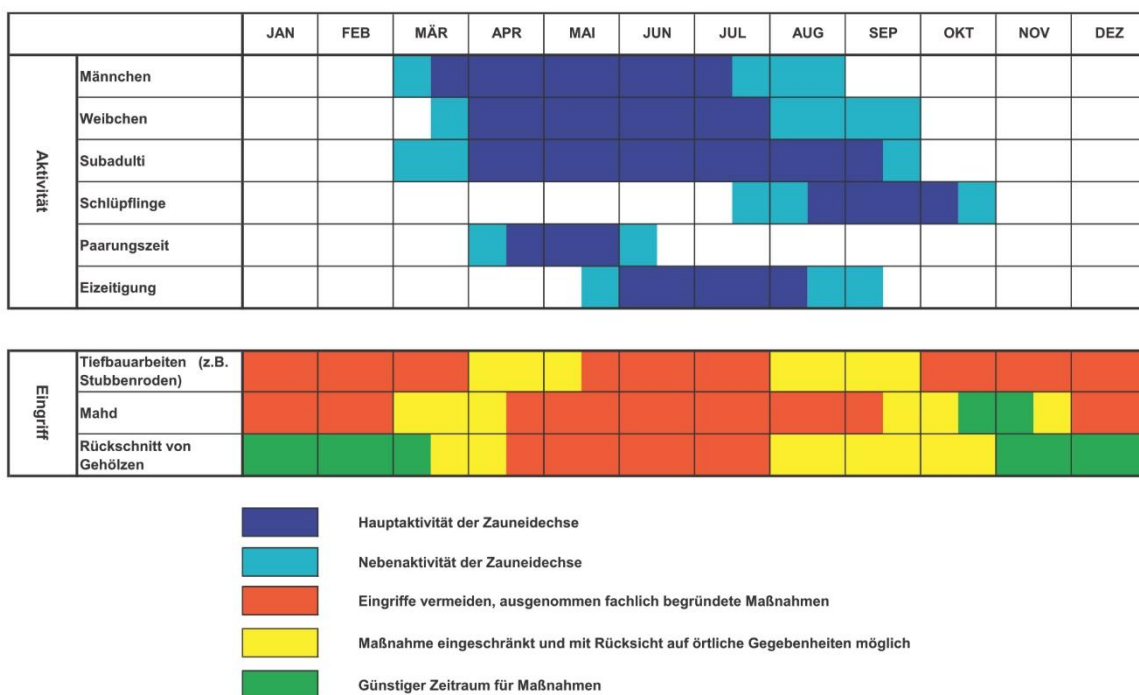 JAN FEB MÄR APR MAI JUN JUL AUG SEP OKT NOV DEZ
Aktivität
Männchen
Weibchen
Subadulti
Schlüpflinge
Paarungszeit
Eizeitigung
Eingriff
Tiefbauarbeiten (z.B.
Stubbenroden)
Mahd
Rückschnitt von
Gehölzen
Hauptaktivität der Zauneidechse
Nebenaktivität der Zauneidechse
Eingriffe vermeiden, ausgenommen fachlich begründete Maßnahmen
Maßnahme eingeschränkt und mit Rücksicht auf örtliche Gegebenheiten möglich
Günstiger Zeitraum für Maßnahmen